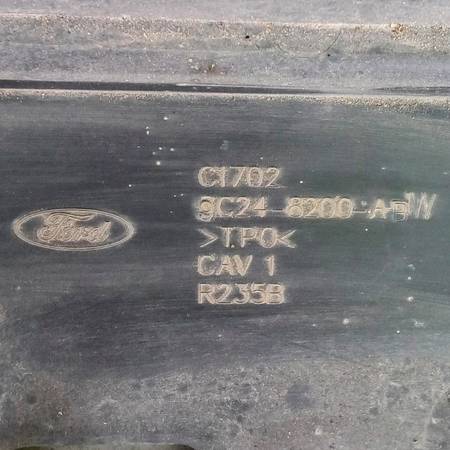 Ford
C1702
9C24-8200-A W
>TPO<
CAV 1
R235B